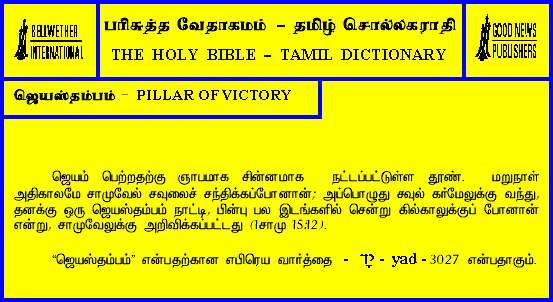 BELLWETHER INTERNATIONAL
பரிசுத்த வேதாகமம் - தமிழ் சொல்லகராதி
THE HOLY BIBLE - TAMIL DICTIONARY
GOOD NEWS PUBLISHERS
ஜெயஸ்தம்பம் - PILLAR OF VICTORY
ஜெயம் பெற்றதற்கு ஞாபமாக சின்னமாக நட்டப்பட்டுள்ள தூண். மறுநாள்
அதிகாலமே சாமுவேல் சவுலைச் சந்திக்கப்போனான்; அப்பொழுது சவுல் கர்மேலுக்கு வந்து,
தனக்கு ஒரு ஜெயஸ்தம்பம் நாட்டி, பின்பு பல இடங்களில் சென்று கில்காலுக்குப் போனான்
என்று, சாமுவேலுக்கு அறிவிக்கப்பட்டது (1சாமு 15:12).
“ஜெயஸ்தம்பம்” என்பதற்கான எபிரெய வார்த்தை - - yad - 3027 என்பதாகும்.